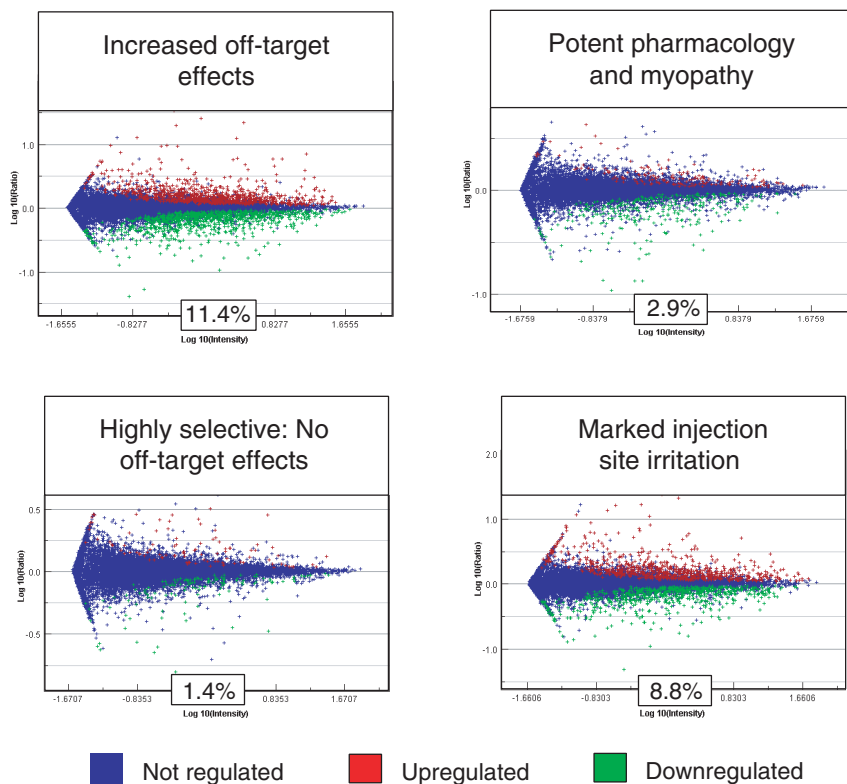 Increased off-target
effects
Log 10(Ratio)
1.0
0.0
-1.0
-1.6555
-0.8277
11.4%
0.8277
1.6555
Log 10(Intensity)
Potent pharmacology
and myopathy
Log 10(Ratio)
0.0
-1.0
-1.6759
-0.8379
2.9%
0.8379
1.6759
Log 10(Intensity)
Highly selective: No
off-target effects
Log 10(Ratio)
0.5
0.0
-0.5
-1.6707
-0.8353
1.4%
0.8353
1.6707
Log 10(Intensity)
Marked injection
site irritation
Log 10(Ratio)
2.0
1.0
0.0
-1.0
-1.6606
-0.8303
8.8%
0.8303
1.6606
Log 10(Intensity)
Not regulated
Upregulated
Downregulated